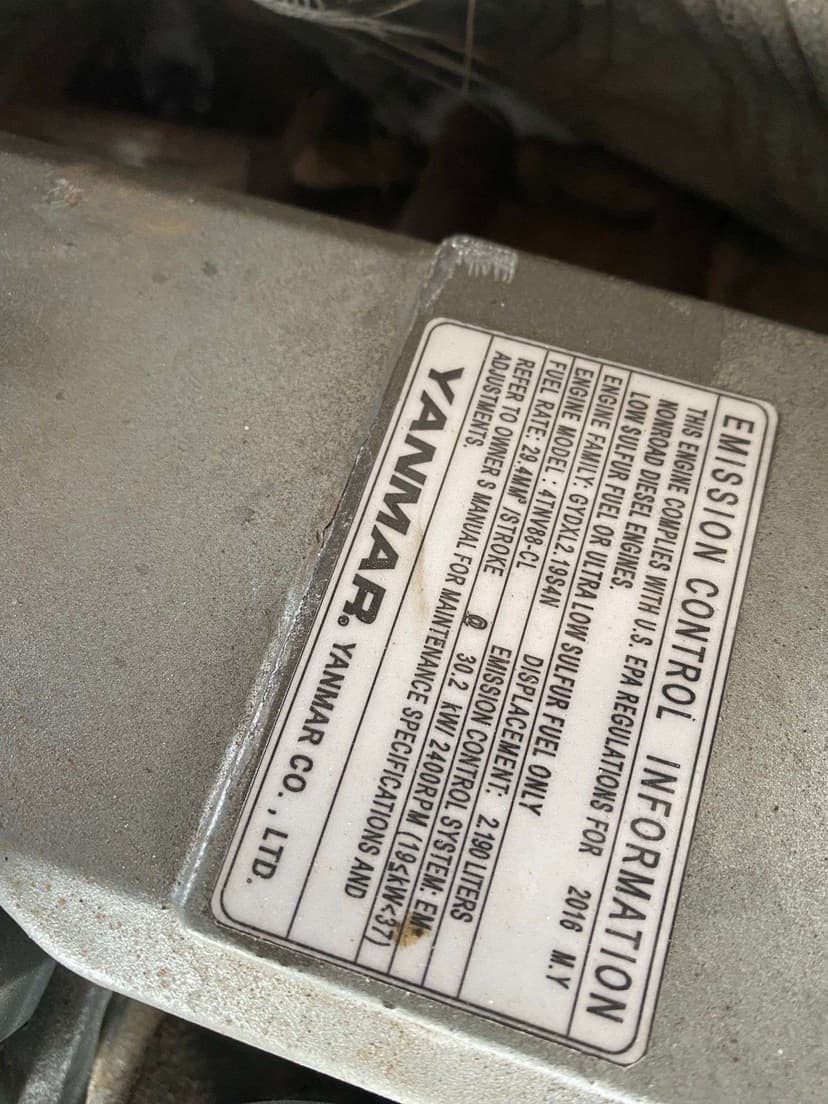 EMISSION CONTROL INFORMATION
THIS ENGINE COMPLIES WITH U.S. EPA REGULATIONS FOR 2016 M.Y
NONROAD DIESEL ENGINES.
LOW SULFUR FUEL OR ULTRA LOW SULFUR FUEL ONLY
ENGINE FAMILY: GYDXL2.19S4N DISPLACEMENT: 2.190 LITERS
ENGINE MODEL: 4TNV88-CL EMISSION CONTROL SYSTEM: EM
FUEL RATE: 29.4MM³/STROKE @ 30.2 kW 2400RPM (19≤kW<37)
REFER TO OWNER S MANUAL FOR MAINTENANCE SPECIFICATIONS AND
ADJUSTMENTS.
YANMAR® YANMAR CO., LTD.